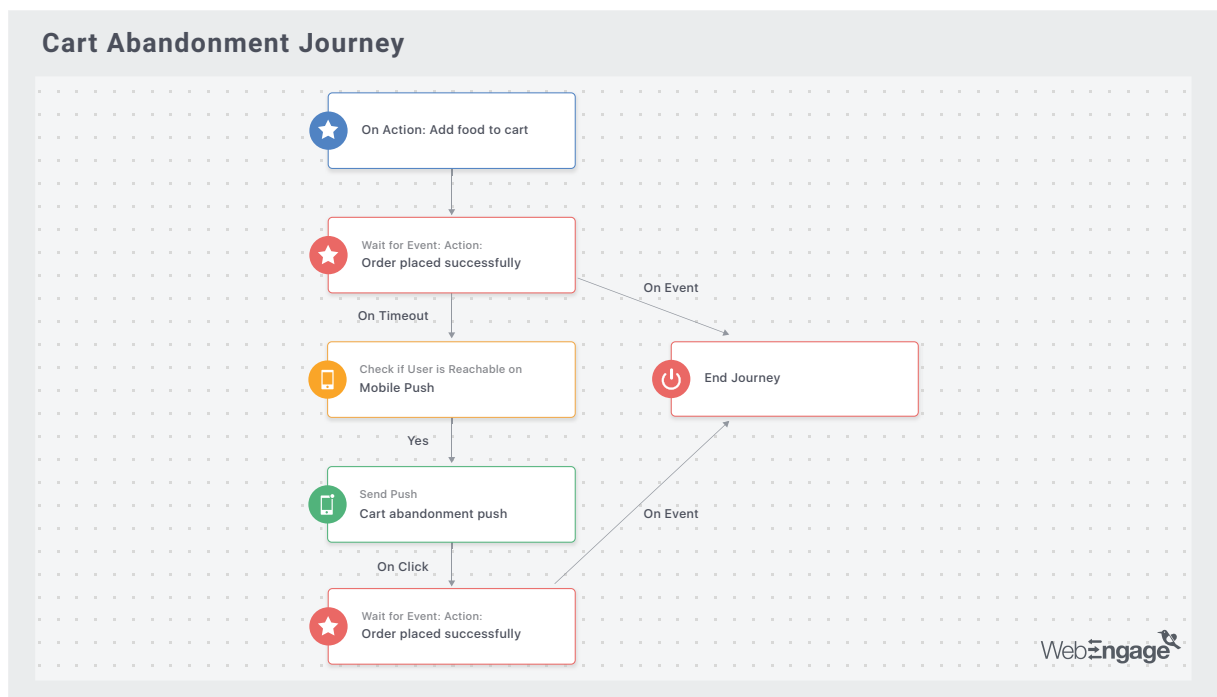 Cart Abandonment Journey
On Action: Add food to cart
Wait for Event: Action:
Order placed successfully
On Event
On Timeout
Check if User is Reachable on
Mobile Push
End Journey
Yes
Send Push
Cart abandonment push
On Event
On Click
Wait for Event: Action:
Order placed successfully
WebEngage